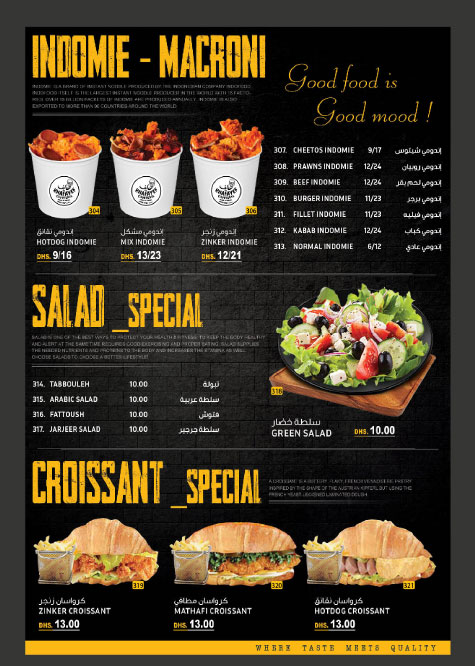 INDOMIE - MACRONI
Good food is
Good mood !
304
305
306
إندومي نقانق
HOTDOG INDOMIE
DHS. 9/16
إندومي مشكل
MIX INDOMIE
DHS. 13/23
إندومي زنجر
ZINKER INDOMIE
DHS. 12/21
307. CHEETOS INDOMIE 9/17 إندومي شيتوس
308. PRAWNS INDOMIE 12/24 إندومي روبيان
309. BEEF INDOMIE 12/24 إندومي لحم بقر
310. BURGER INDOMIE 11/23 إندومي برجر
311. FILLET INDOMIE 11/23 إندومي فيليه
312. KABAB INDOMIE 12/24 إندومي كباب
313. NORMAL INDOMIE 6/12 إندومي عادي
SALAD _SPECIAL
314. TABBOULEH 10.00 تبولة
315. ARABIC SALAD 10.00 سلطة عربية
316. FATTOUSH 10.00 فتوش
317. JARJEER SALAD 10.00 سلطة جرجير
318
سلطة خضار
GREEN SALAD
DHS. 10.00
CROISSANT _SPECIAL
319
320
321
كرواسان زنجر
ZINKER CROISSANT
DHS. 13.00
كرواسان مطافي
MATHAFI CROISSANT
DHS. 13.00
كرواسان نقانق
HOTDOG CROISSANT
DHS. 13.00
WHERE TASTE MEETS QUALITY